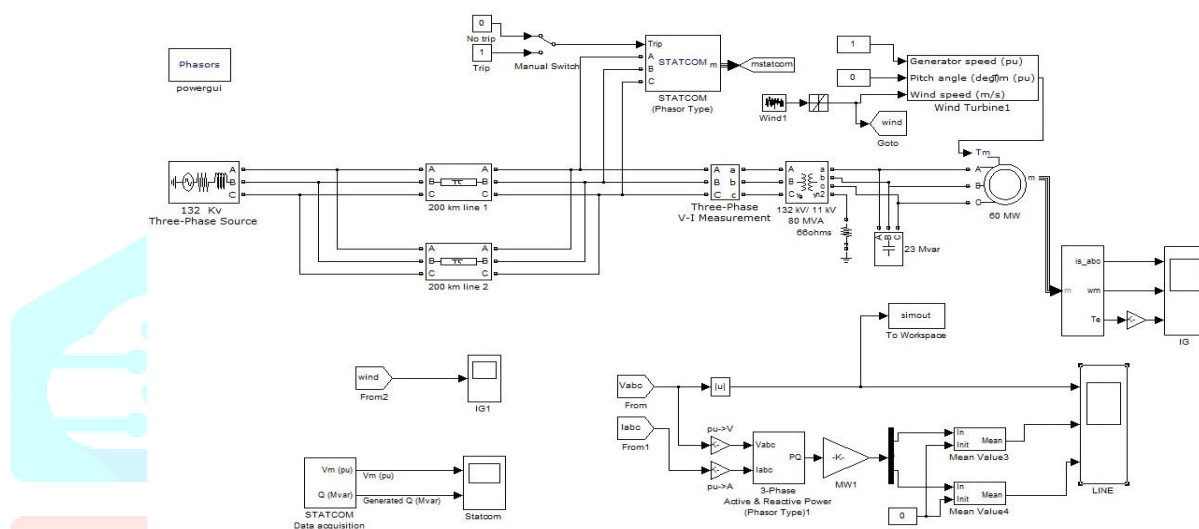 0
No trip
1
Trip
Manual Switch
Trip
A
B
C
STATCOM
m
STATCOM
(Phasor Type)
mstatcom
Phasors
powergui
1
0
Generator speed (pu)
Pitch angle (deg)
Tm (pu)
Wind speed (m/s)
Wind Turbine1
Wind1
wind
Goto
A
B
C
132 Kv
Three-Phase Source
A
B
C
A
B
C
200 km line 1
A
B
C
A
B
C
200 km line 2
A
B
C
a
b
c
Three-Phase
V-I Measurement
A
B
C
a
b
c
n2
132 kV/ 11 kV
80 MVA
66ohms
A B C
23 Mvar
Tm
A
B
C
m
60 MW
m
is_abc
wm
Te
-K-
IG
simout
To Workspace
wind
From2
IG1
Vabc
From
|u|
Iabc
From1
pu->V
-K-
pu->A
-K-
Vabc
Iabc
PQ
3-Phase
Active & Reactive Power
(Phasor Type)1
-K-
MW1
In
Init
Mean
Mean Value3
In
Init
Mean
Mean Value4
0
LINE
Vm (pu)
Q (Mvar)
STATCOM
Data acquisition
Vm (pu)
Generated Q (Mvar)
Statcom